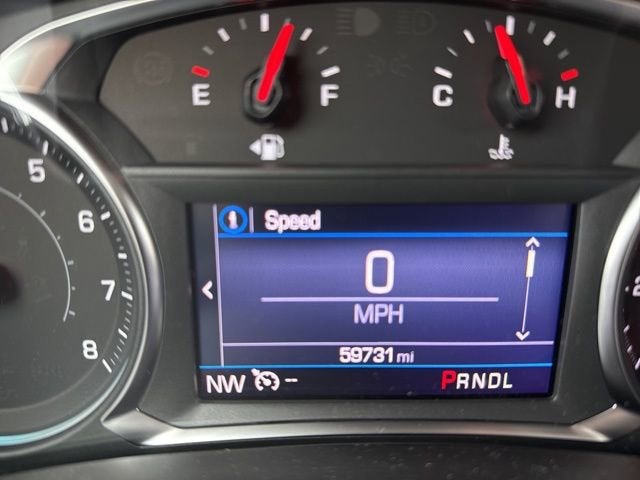 E F C H
5
6
7
8
Speed
0
MPH
59731 mi
NW -- PRNDL